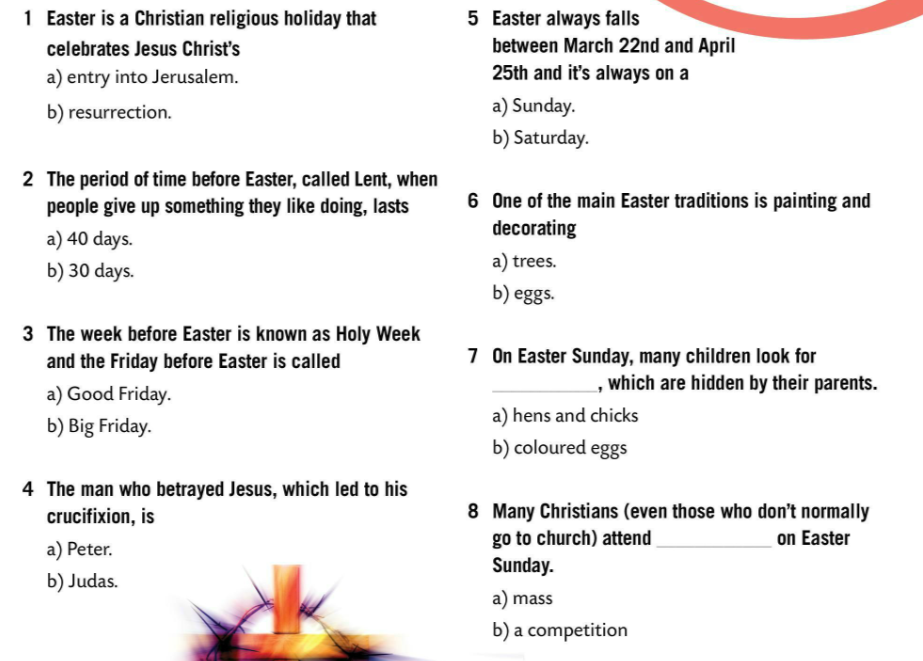 1 Easter is a Christian religious holiday that
celebrates Jesus Christ’s
a) entry into Jerusalem.
b) resurrection.
2 The period of time before Easter, called Lent, when
people give up something they like doing, lasts
a) 40 days.
b) 30 days.
3 The week before Easter is known as Holy Week
and the Friday before Easter is called
a) Good Friday.
b) Big Friday.
4 The man who betrayed Jesus, which led to his
crucifixion, is
a) Peter.
b) Judas.
5 Easter always falls
between March 22nd and April
25th and it’s always on a
a) Sunday.
b) Saturday.
6 One of the main Easter traditions is painting and
decorating
a) trees.
b) eggs.
7 On Easter Sunday, many children look for
____________, which are hidden by their parents.
a) hens and chicks
b) coloured eggs
8 Many Christians (even those who don’t normally
go to church) attend _____________ on Easter
Sunday.
a) mass
b) a competition